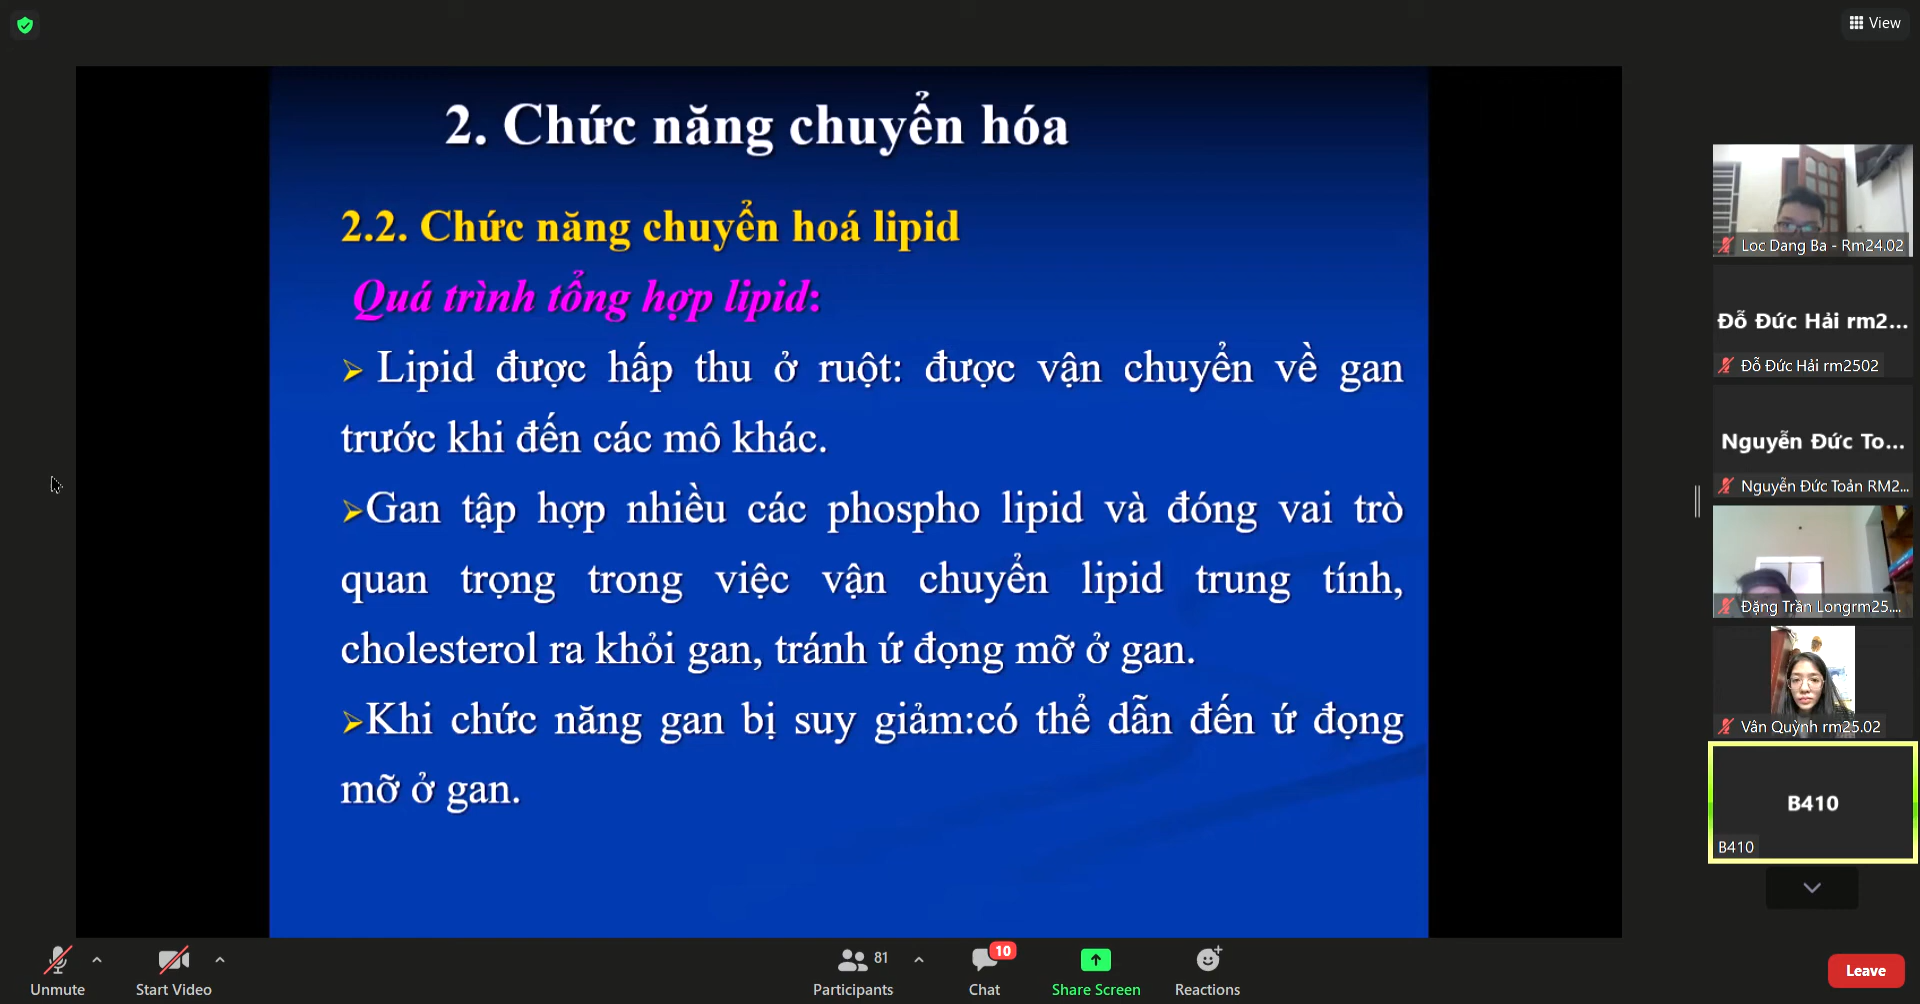 View
2. Chức năng chuyển hóa
2.2. Chức năng chuyển hoá lipid
Quá trình tổng hợp lipid:
➢ Lipid được hấp thu ở ruột: được vận chuyển về gan
trước khi đến các mô khác.
➢Gan tập hợp nhiều các phospho lipid và đóng vai trò
quan trọng trong việc vận chuyển lipid trung tính,
cholesterol ra khỏi gan, tránh ứ đọng mỡ ở gan.
➢Khi chức năng gan bị suy giảm:có thể dẫn đến ứ đọng
mỡ ở gan.
Loc Dang Ba - Rm24.02
Đỗ Đức Hải rm2...
Đỗ Đức Hải rm2502
Nguyễn Đức To...
Nguyễn Đức Toản RM2...
Đặng Trần Longrm25....
Vân Quỳnh rm25.02
B410
B410
Unmute
Start Video
Participants
81
Chat
10
Share Screen
Reactions
Leave